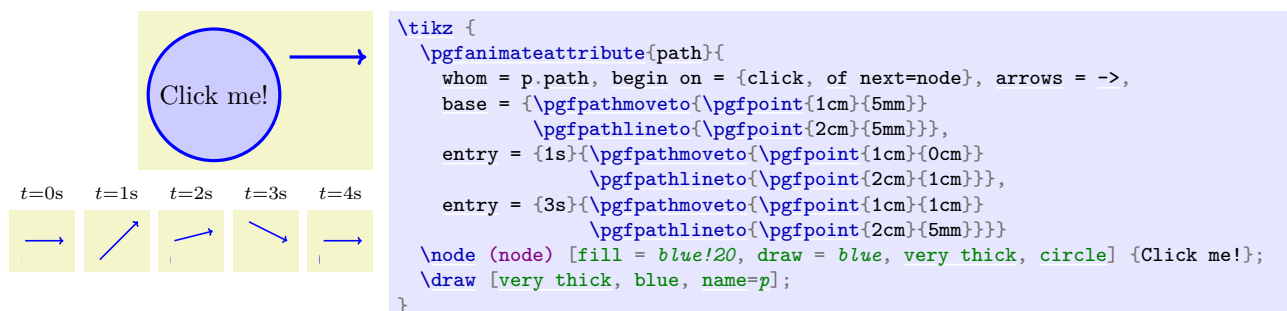 Click me!
t=0s t=1s t=2s t=3s t=4s
\tikz {
  \pgfanimateattribute{path}{
    whom = p.path, begin on = {click, of next=node}, arrows = ->,
    base = {\pgfpathmoveto{\pgfpoint{1cm}{5mm}}
            \pgfpathlineto{\pgfpoint{2cm}{5mm}}},
    entry = {1s}{\pgfpathmoveto{\pgfpoint{1cm}{0cm}}
                \pgfpathlineto{\pgfpoint{2cm}{1cm}}},
    entry = {3s}{\pgfpathmoveto{\pgfpoint{1cm}{1cm}}
                \pgfpathlineto{\pgfpoint{2cm}{5mm}}}}
  \node (node) [fill = blue!20, draw = blue, very thick, circle] {Click me!};
  \draw [very thick, blue, name=p];
}